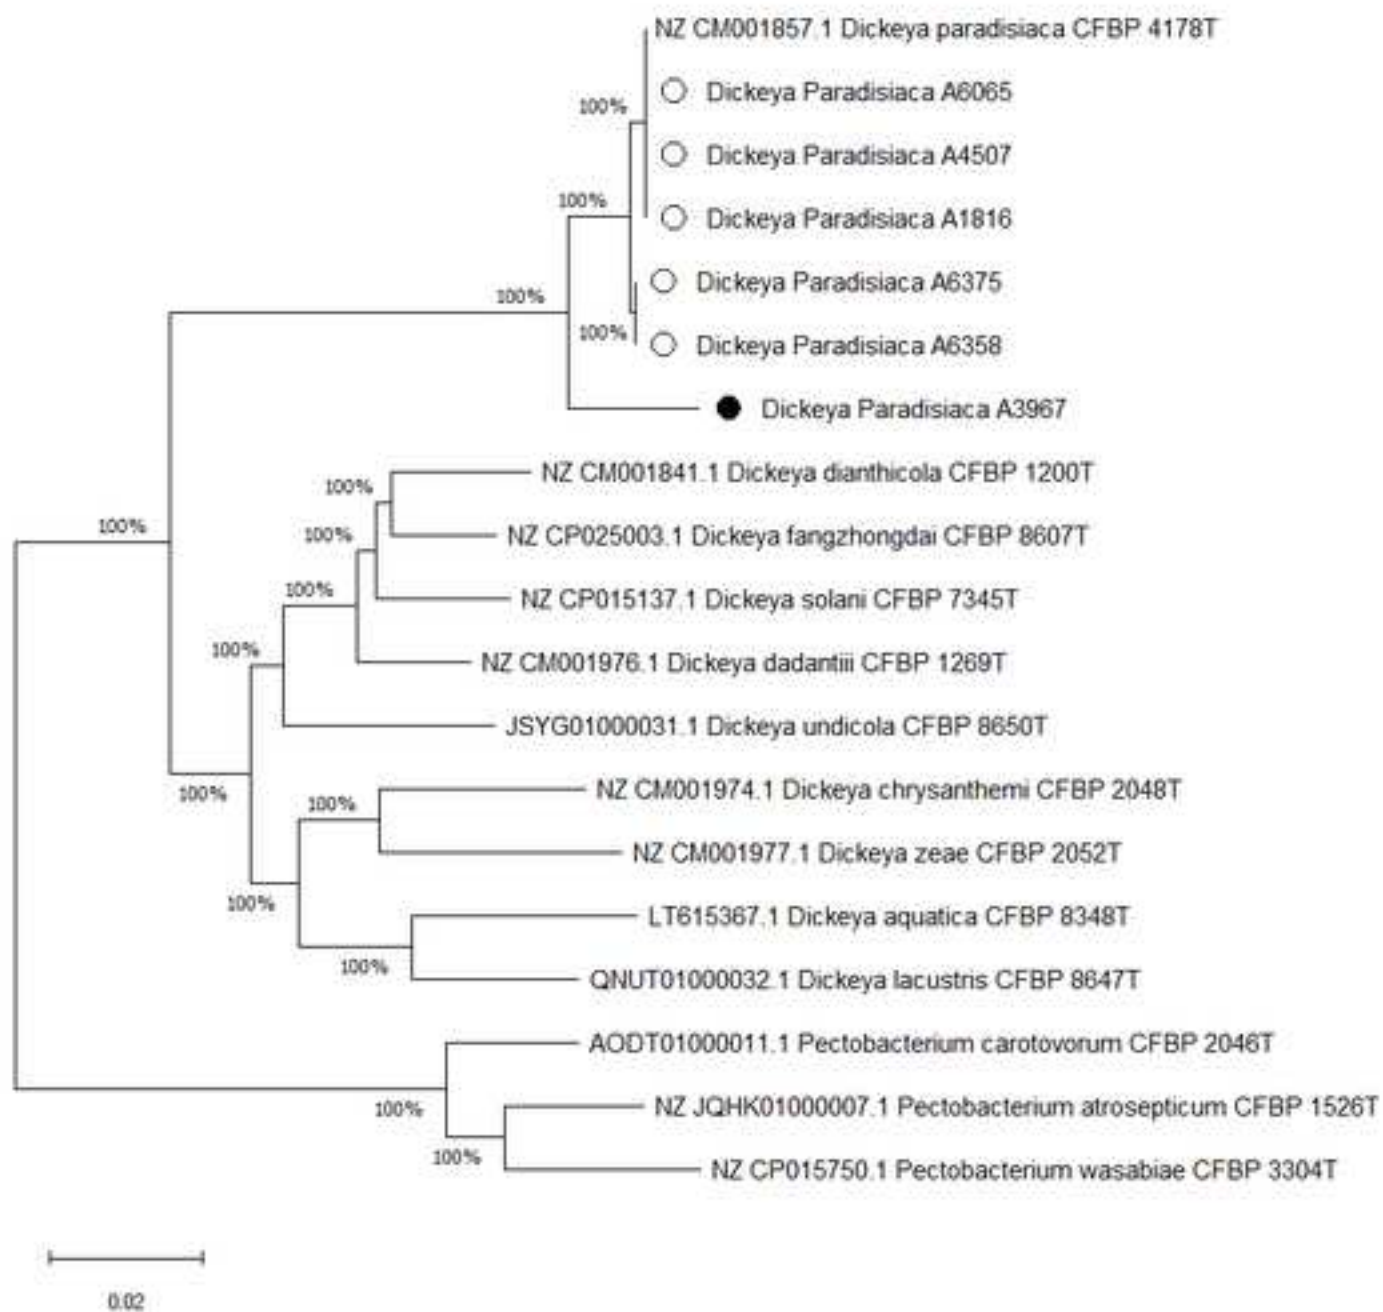 NZ CM001857.1 Dickeya paradisiaca CFBP 4178T
Dickeya Paradisiaca A6065
100%
Dickeya Paradisiaca A4507
100%
Dickeya Paradisiaca A1816
Dickeya Paradisiaca A6375
100%
100%
Dickeya Paradisiaca A6358
Dickeya Paradisiaca A3967
NZ CM001841.1 Dickeya dianthicola CFBP 1200T
100%
100%
NZ CP025003.1 Dickeya fangzhongdai CFBP 8607T
100%
100%
NZ CP015137.1 Dickeya solani CFBP 7345T
100%
NZ CM001976.1 Dickeya dadantiii CFBP 1269T
JSYG01000031.1 Dickeya undicola CFBP 8650T
100%
NZ CM001974.1 Dickeya chrysanthemi CFBP 2048T
100%
NZ CM001977.1 Dickeya zeae CFBP 2052T
100%
LT615367.1 Dickeya aquatica CFBP 8348T
100%
QNUT01000032.1 Dickeya lacustris CFBP 8647T
AODT01000011.1 Pectobacterium carotovorum CFBP 2046T
100%
NZ JQHK01000007.1 Pectobacterium atrosepticum CFBP 1526T
100%
NZ CP015750.1 Pectobacterium wasabiae CFBP 3304T
0.02